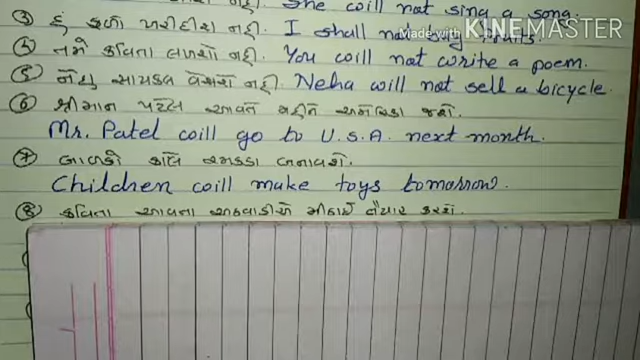 She will not sing a song.
③ હું ફળો ખરીદીશ નહી. I shall not buy fruits.
Made with KINEMASTER
તમે કવિતા લખશો નહી. You will not write a poem.
⑤ નેહા સાયકલ વેચશે નહી. Neha will not sell a bicycle.
⑥ શ્રીમાન પટેલ આવતે મહીને અમેરિકા જશે.
Mr. Patel will go to U.S.A. next month.
⑦ બાળકો કાલે રમકડા બનાવશે.
Children will make toys tomorrow.
⑧ કવિતા આવતા અઠવાડીએ મીઠાઈ તૈયાર કરશે.